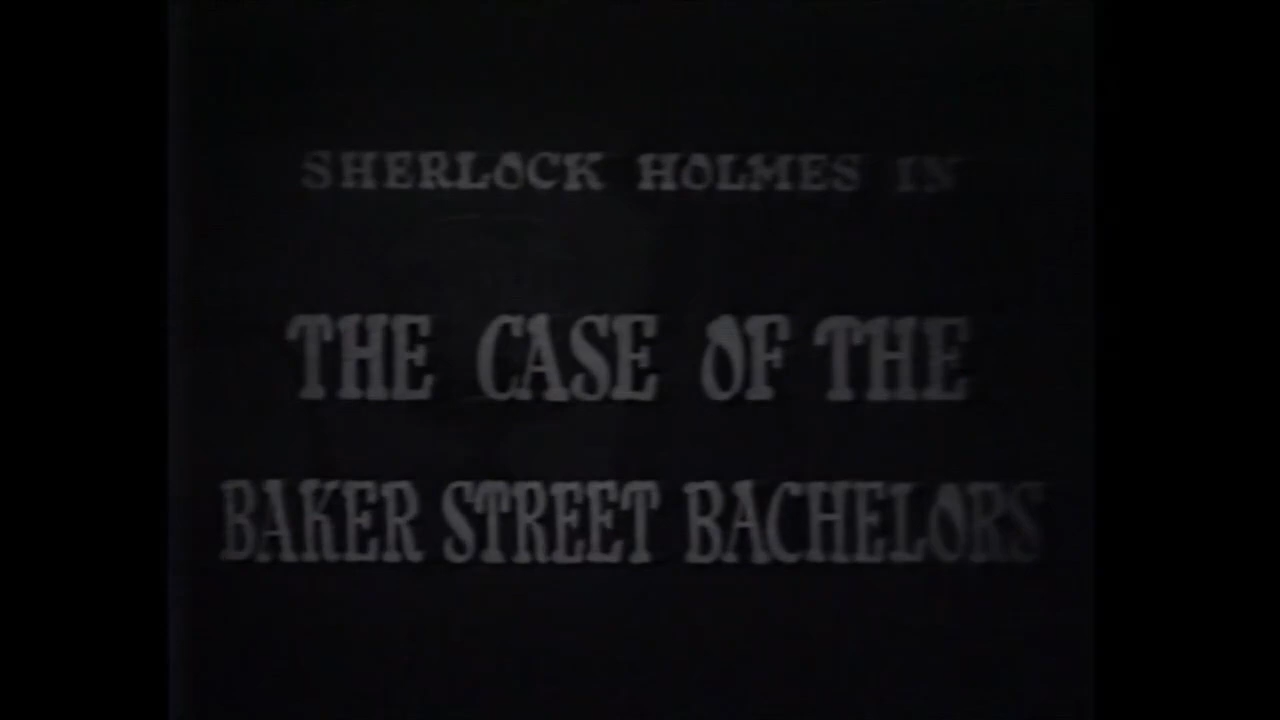 SHERLOCK HOLMES IN
THE CASE OF THE
BAKER STREET BACHELORS